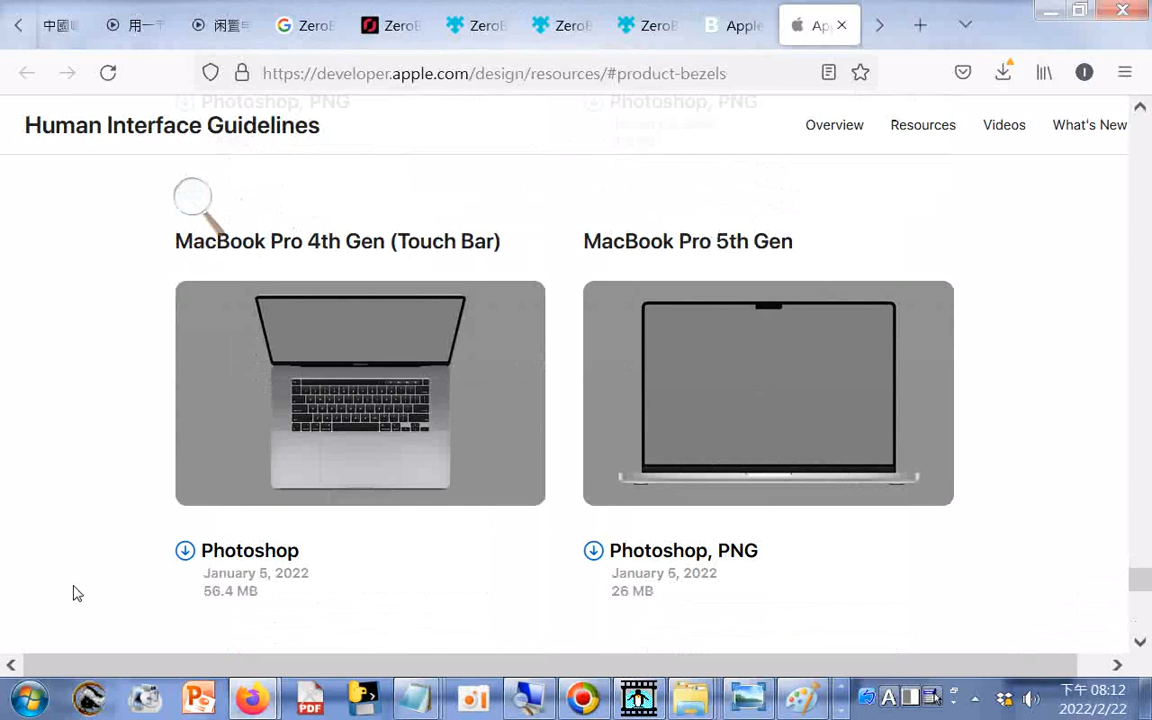 中國
用一
闲置
ZeroB
ZeroB
ZeroB
ZeroB
ZeroB
Apple
App
https://developer.apple.com/design/resources/#product-bezels
Photoshop, PNG
Photoshop, PNG
Human Interface Guidelines
Overview
Resources
Videos
What's New
MacBook Pro 4th Gen (Touch Bar)
MacBook Pro 5th Gen
Photoshop
January 5, 2022
56.4 MB
Photoshop, PNG
January 5, 2022
26 MB
PDF
A
下午 08:12
2022/2/22